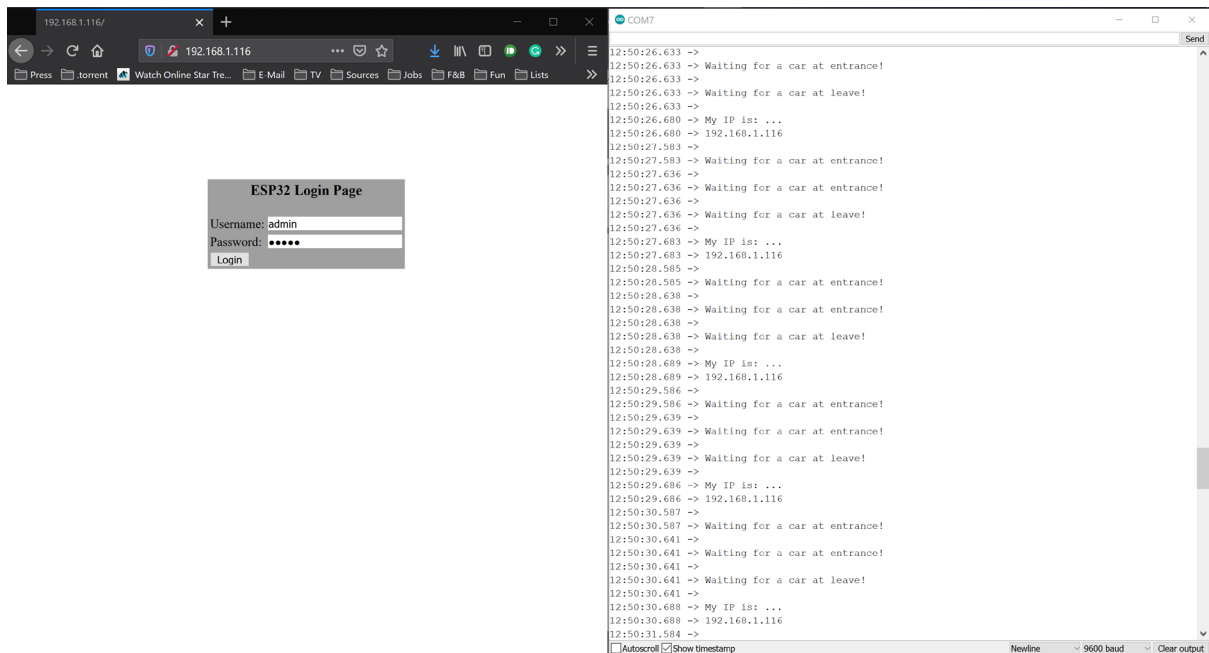 192.168.1.116/
192.168.1.116
Press .torrent Watch Online Star Tre... E-Mail TV Sources Jobs F&B Fun Lists
ESP32 Login Page
Username: admin
Password: •••••
Login
COM7
Send
12:50:26.633 ->
12:50:26.633 -> Waiting for a car at entrance!
12:50:26.633 ->
12:50:26.633 -> Waiting for a car at leave!
12:50:26.633 ->
12:50:26.680 -> My IP is: ...
12:50:26.680 -> 192.168.1.116
12:50:27.583 ->
12:50:27.583 -> Waiting for a car at entrance!
12:50:27.636 ->
12:50:27.636 -> Waiting for a car at entrance!
12:50:27.636 ->
12:50:27.636 -> Waiting for a car at leave!
12:50:27.636 ->
12:50:27.683 -> My IP is: ...
12:50:27.683 -> 192.168.1.116
12:50:28.585 ->
12:50:28.585 -> Waiting for a car at entrance!
12:50:28.638 ->
12:50:28.638 -> Waiting for a car at entrance!
12:50:28.638 ->
12:50:28.638 -> Waiting for a car at leave!
12:50:28.638 ->
12:50:28.689 -> My IP is: ...
12:50:28.689 -> 192.168.1.116
12:50:29.586 ->
12:50:29.586 -> Waiting for a car at entrance!
12:50:29.639 ->
12:50:29.639 -> Waiting for a car at entrance!
12:50:29.639 ->
12:50:29.639 -> Waiting for a car at leave!
12:50:29.639 ->
12:50:29.686 -> My IP is: ...
12:50:29.686 -> 192.168.1.116
12:50:30.587 ->
12:50:30.587 -> Waiting for a car at entrance!
12:50:30.641 ->
12:50:30.641 -> Waiting for a car at entrance!
12:50:30.641 ->
12:50:30.641 -> Waiting for a car at leave!
12:50:30.641 ->
12:50:30.688 -> My IP is: ...
12:50:30.688 -> 192.168.1.116
12:50:31.584 ->
Autoscroll Show timestamp Newline 9600 baud Clear output